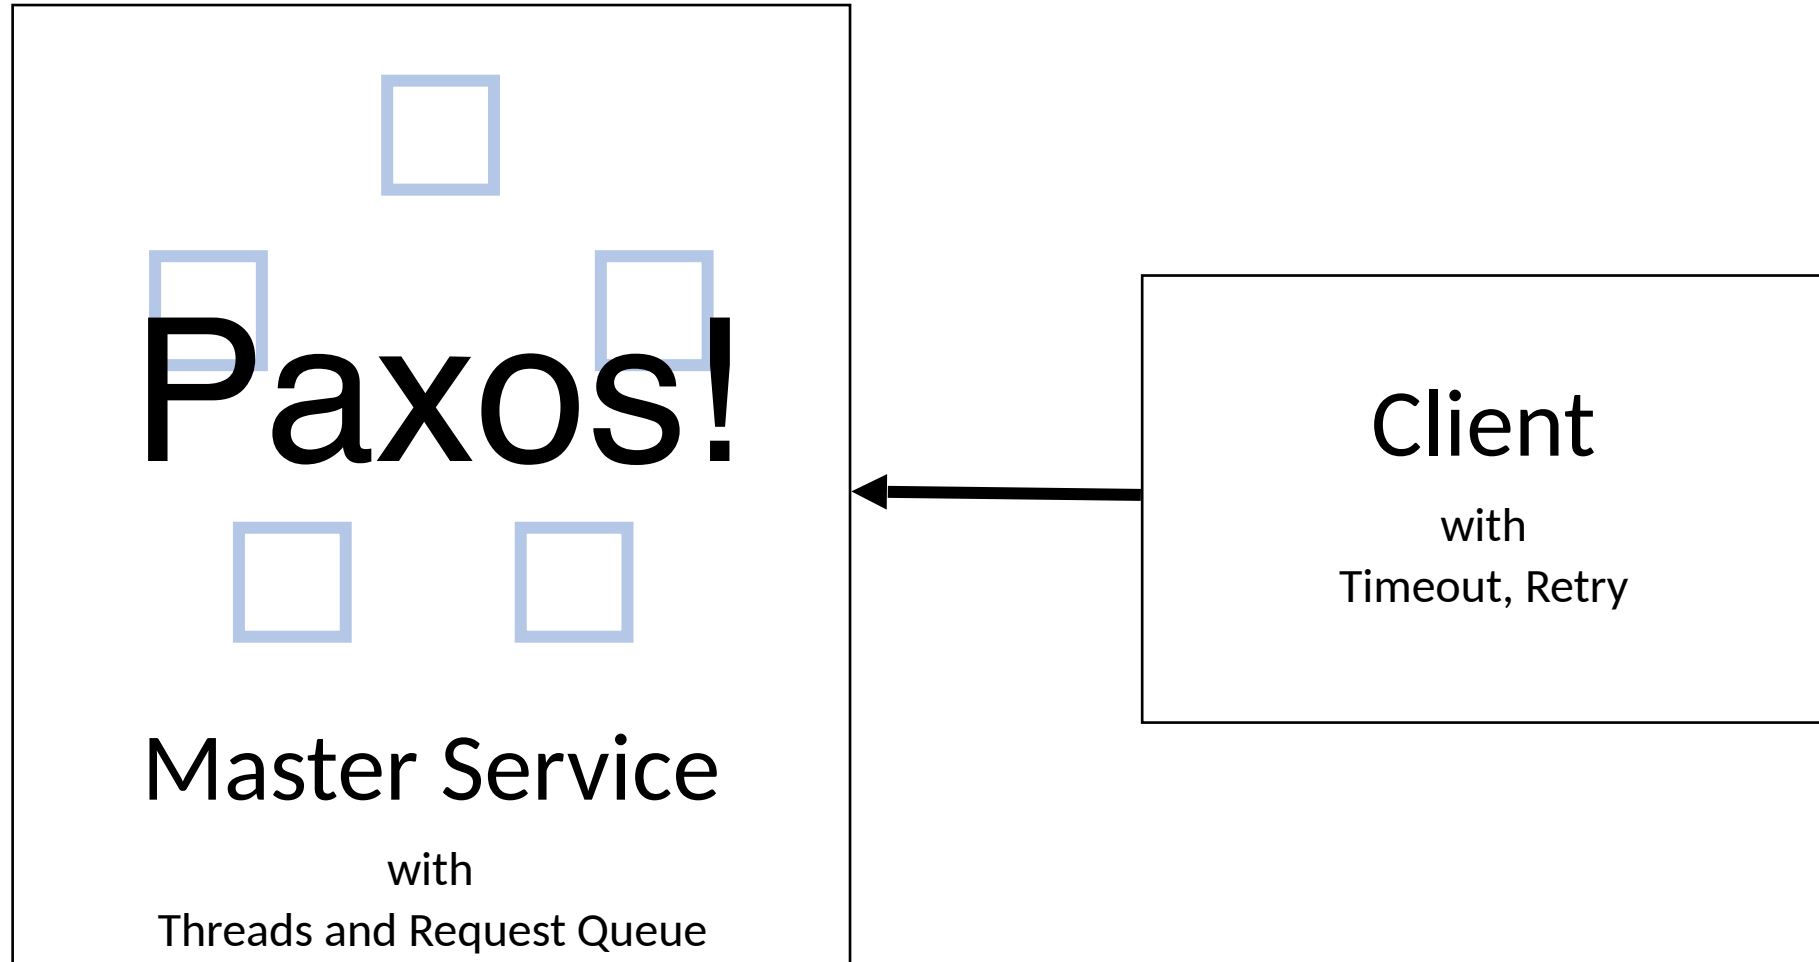 Paxos!
Master Service
with
Threads and Request Queue
Client
with
Timeout, Retry